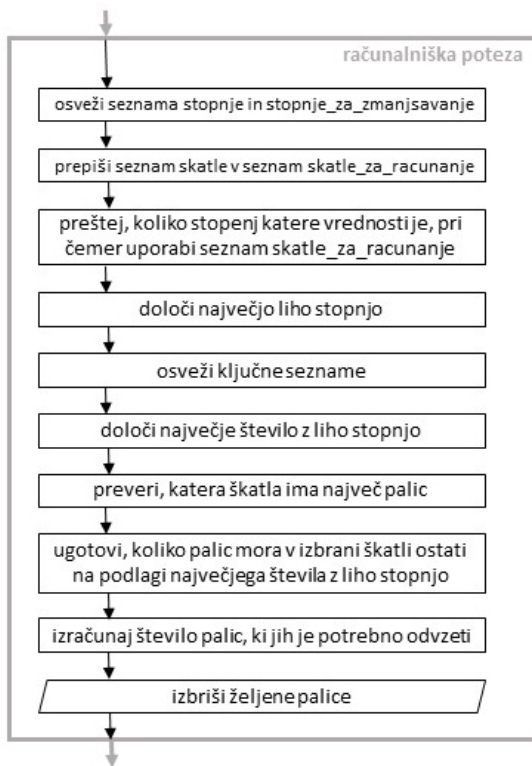 računalniška poteza
osveži seznama stopnje in stopnje_za_zmanjsavanje
prepiši seznam skatle v seznam skatle_za_racunanje
preštej, koliko stopenj katere vrednosti je, pri
čemer uporabi seznam skatle_za_racunanje
določi največjo liho stopnjo
osveži ključne sezname
določi največje število z liho stopnjo
preveri, katera škatla ima največ palic
ugotovi, koliko palic mora v izbrani škatli ostati
na podlagi največjega števila z liho stopnjo
izračunaj število palic, ki jih je potrebno odvzeti
izbriši željene palice